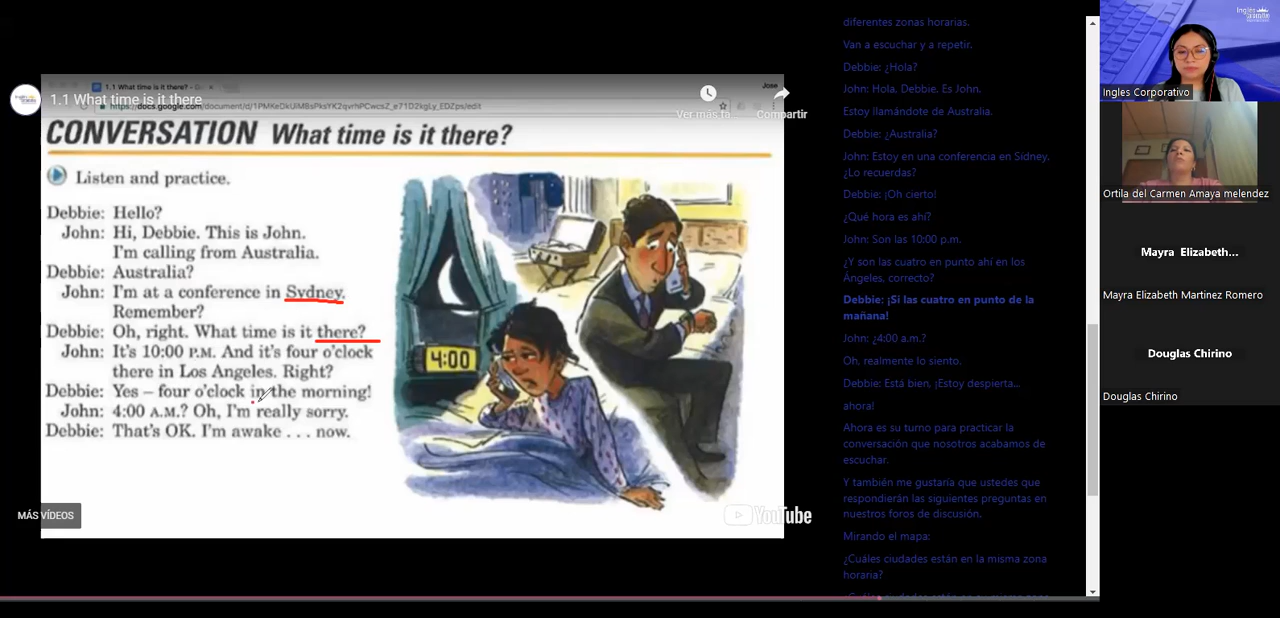 1.1 What time is it there? - Do
Jose
1.1 What time is it there
Ver más ta
Compartir
CONVERSATION What time is it there?
Listen and practice.
Debbie: Hello?
John: Hi, Debbie. This is John.
I'm calling from Australia.
Debbie: Australia?
John: I'm at a conference in Sydney.
Remember?
Debbie: Oh, right. What time is it there?
John: It's 10:00 P.M. And it's four o'clock
there in Los Angeles. Right?
Debbie: Yes – four o'clock in the morning!
John: 4:00 A.M.? Oh, I'm really sorry.
Debbie: That's OK. I'm awake . . . now.
4:00
MÁS VÍDEOS
YouTube
diferentes zonas horarias.
Van a escuchar y a repetir.
Debbie: ¿Hola?
John: Hola, Debbie. Es John.
Estoy llamándote de Australia.
Debbie: ¿Australia?
John: Estoy en una conferencia en Sídney.
¿Lo recuerdas?
Debbie: ¡Oh cierto!
¿Qué hora es ahí?
John: Son las 10:00 p.m.
¿Y son las cuatro en punto ahí en los
Ángeles, correcto?
Debbie: ¡Si las cuatro en punto de la
mañana!
John: ¿4:00 a.m.?
Oh, realmente lo siento.
Debbie: Está bien, ¡Estoy despierta...
ahora!
Ahora es su turno para practicar la
conversación que nosotros acabamos de
escuchar.
Y también me gustaría que ustedes que
respondierán las siguientes preguntas en
nuestros foros de discusión.
Mirando el mapa:
¿Cuáles ciudades están en la misma zona
horaria?
Ingles Corporativo
Ortila del Carmen Amaya melendez
Mayra Elizabeth...
Mayra Elizabeth Martinez Romero
Douglas Chirino
Douglas Chirino